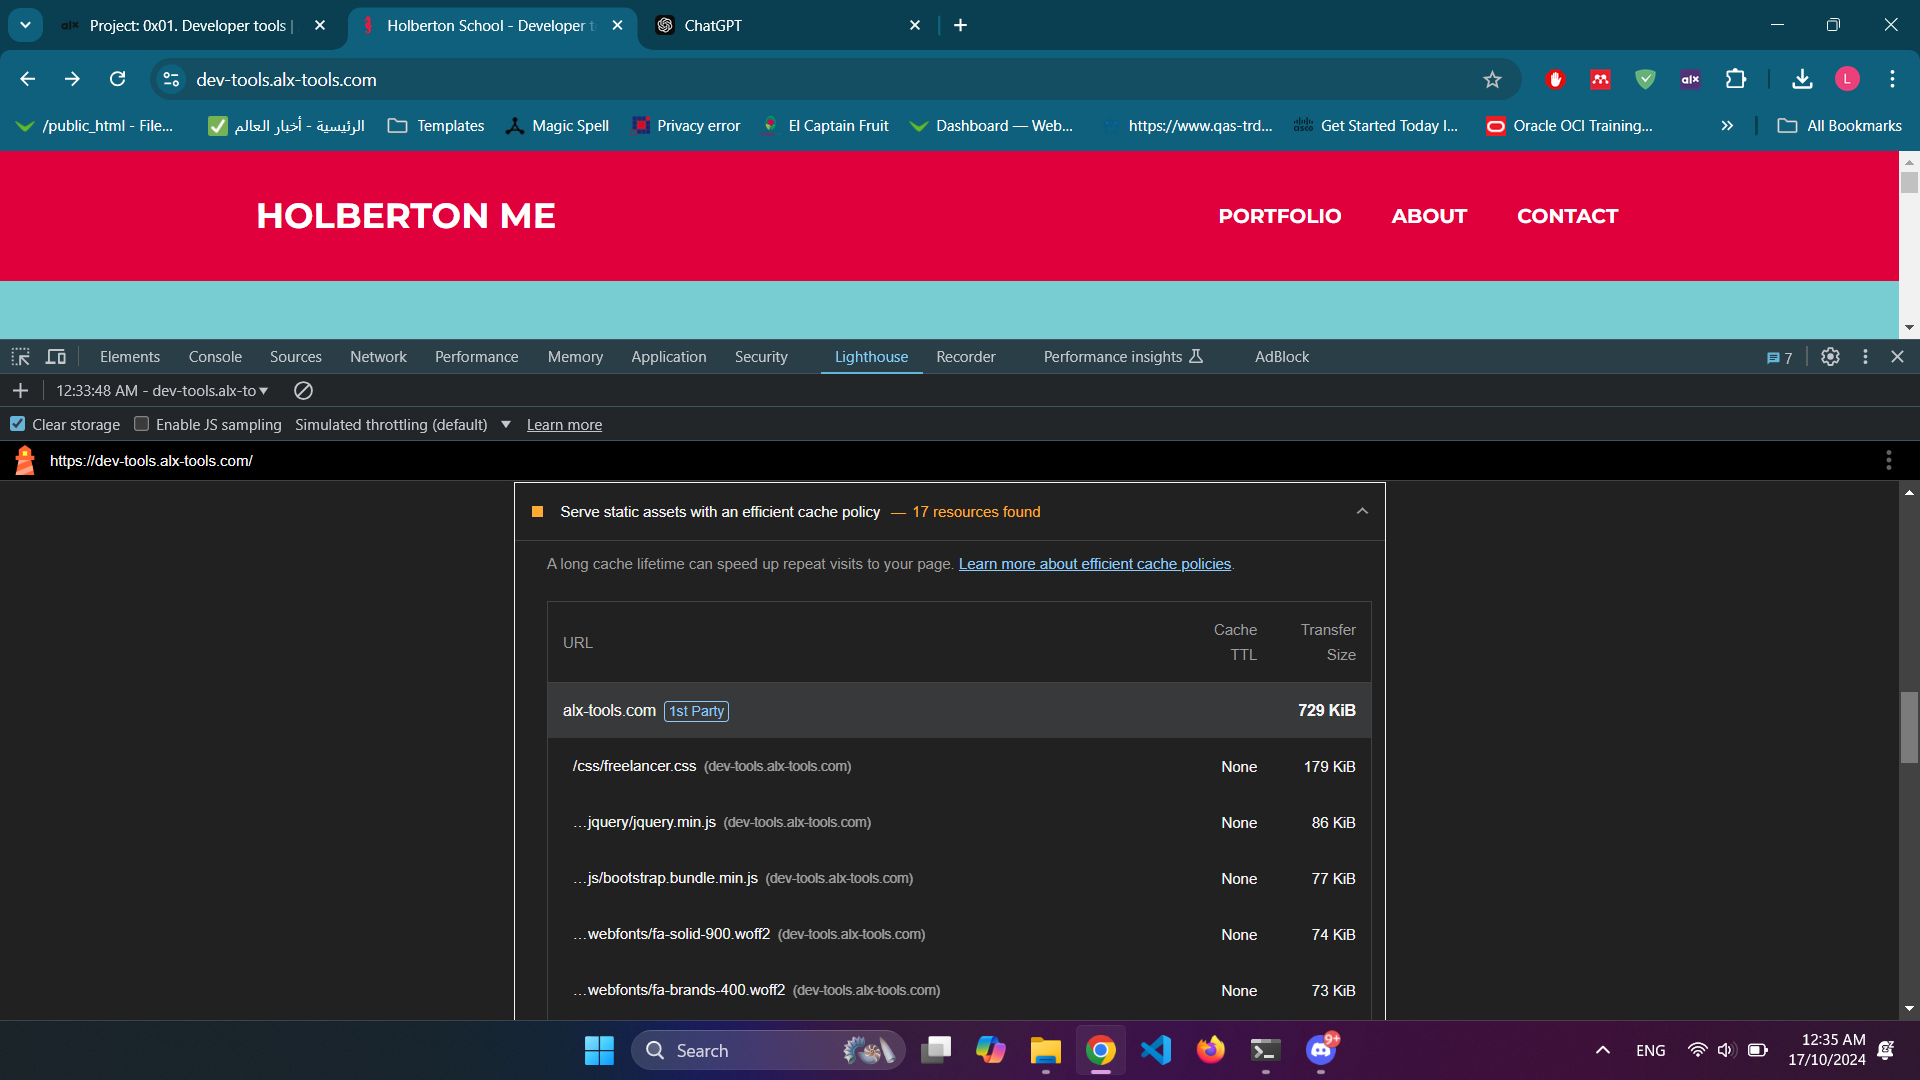 alx Project: 0x01. Developer tools |
Holberton School - Developer t
ChatGPT
dev-tools.alx-tools.com
alx
L
/public_html - File...
الرئيسية - أخبار العالم
Templates
Magic Spell
Privacy error
El Captain Fruit
Dashboard — Web...
https://www.qas-trd...
Get Started Today I...
Oracle OCI Training...
All Bookmarks
HOLBERTON ME
PORTFOLIO
ABOUT
CONTACT
Elements
Console
Sources
Network
Performance
Memory
Application
Security
Lighthouse
Recorder
Performance insights
AdBlock
7
12:33:48 AM - dev-tools.alx-to
Clear storage
Enable JS sampling
Simulated throttling (default)
Learn more
https://dev-tools.alx-tools.com/
Serve static assets with an efficient cache policy — 17 resources found
A long cache lifetime can speed up repeat visits to your page. Learn more about efficient cache policies.
URL
Cache TTL
Transfer Size
alx-tools.com 1st Party 729 KiB
/css/freelancer.css (dev-tools.alx-tools.com) None 179 KiB
...jquery/jquery.min.js (dev-tools.alx-tools.com) None 86 KiB
...js/bootstrap.bundle.min.js (dev-tools.alx-tools.com) None 77 KiB
...webfonts/fa-solid-900.woff2 (dev-tools.alx-tools.com) None 74 KiB
...webfonts/fa-brands-400.woff2 (dev-tools.alx-tools.com) None 73 KiB
Search
9+
ENG
12:35 AM
17/10/2024